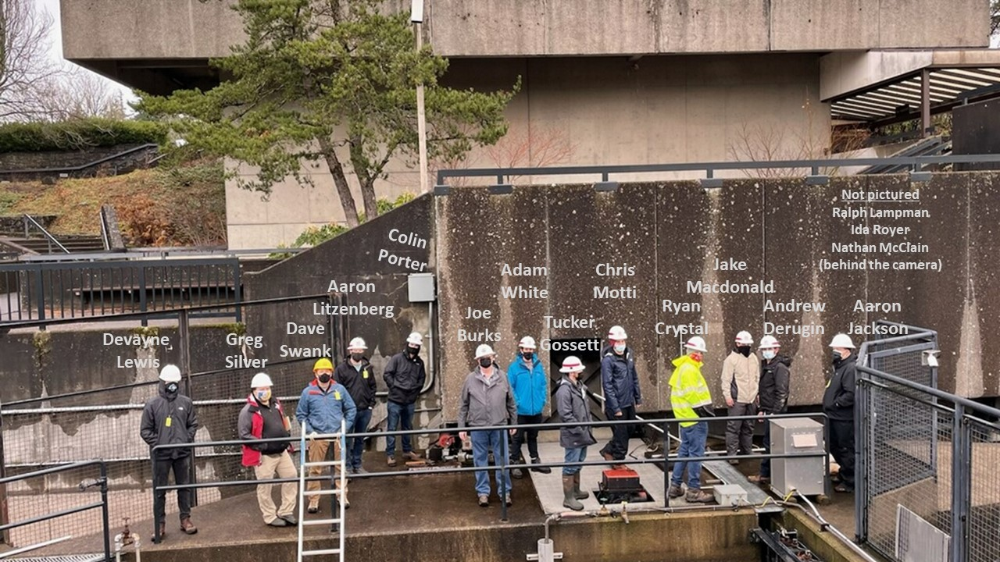 Not pictured
Ralph Lampman
Ida Royer
Nathan McClain
(behind the camera)
Colin
Porter
Adam
White
Chris
Motti
Jake
Macdonald
Aaron
Litzenberg
Joe
Burks
Tucker
Gossett
Ryan
Crystal
Andrew
Derugin
Aaron
Jackson
Dave
Swank
Devayne
Lewis
Greg
Silver